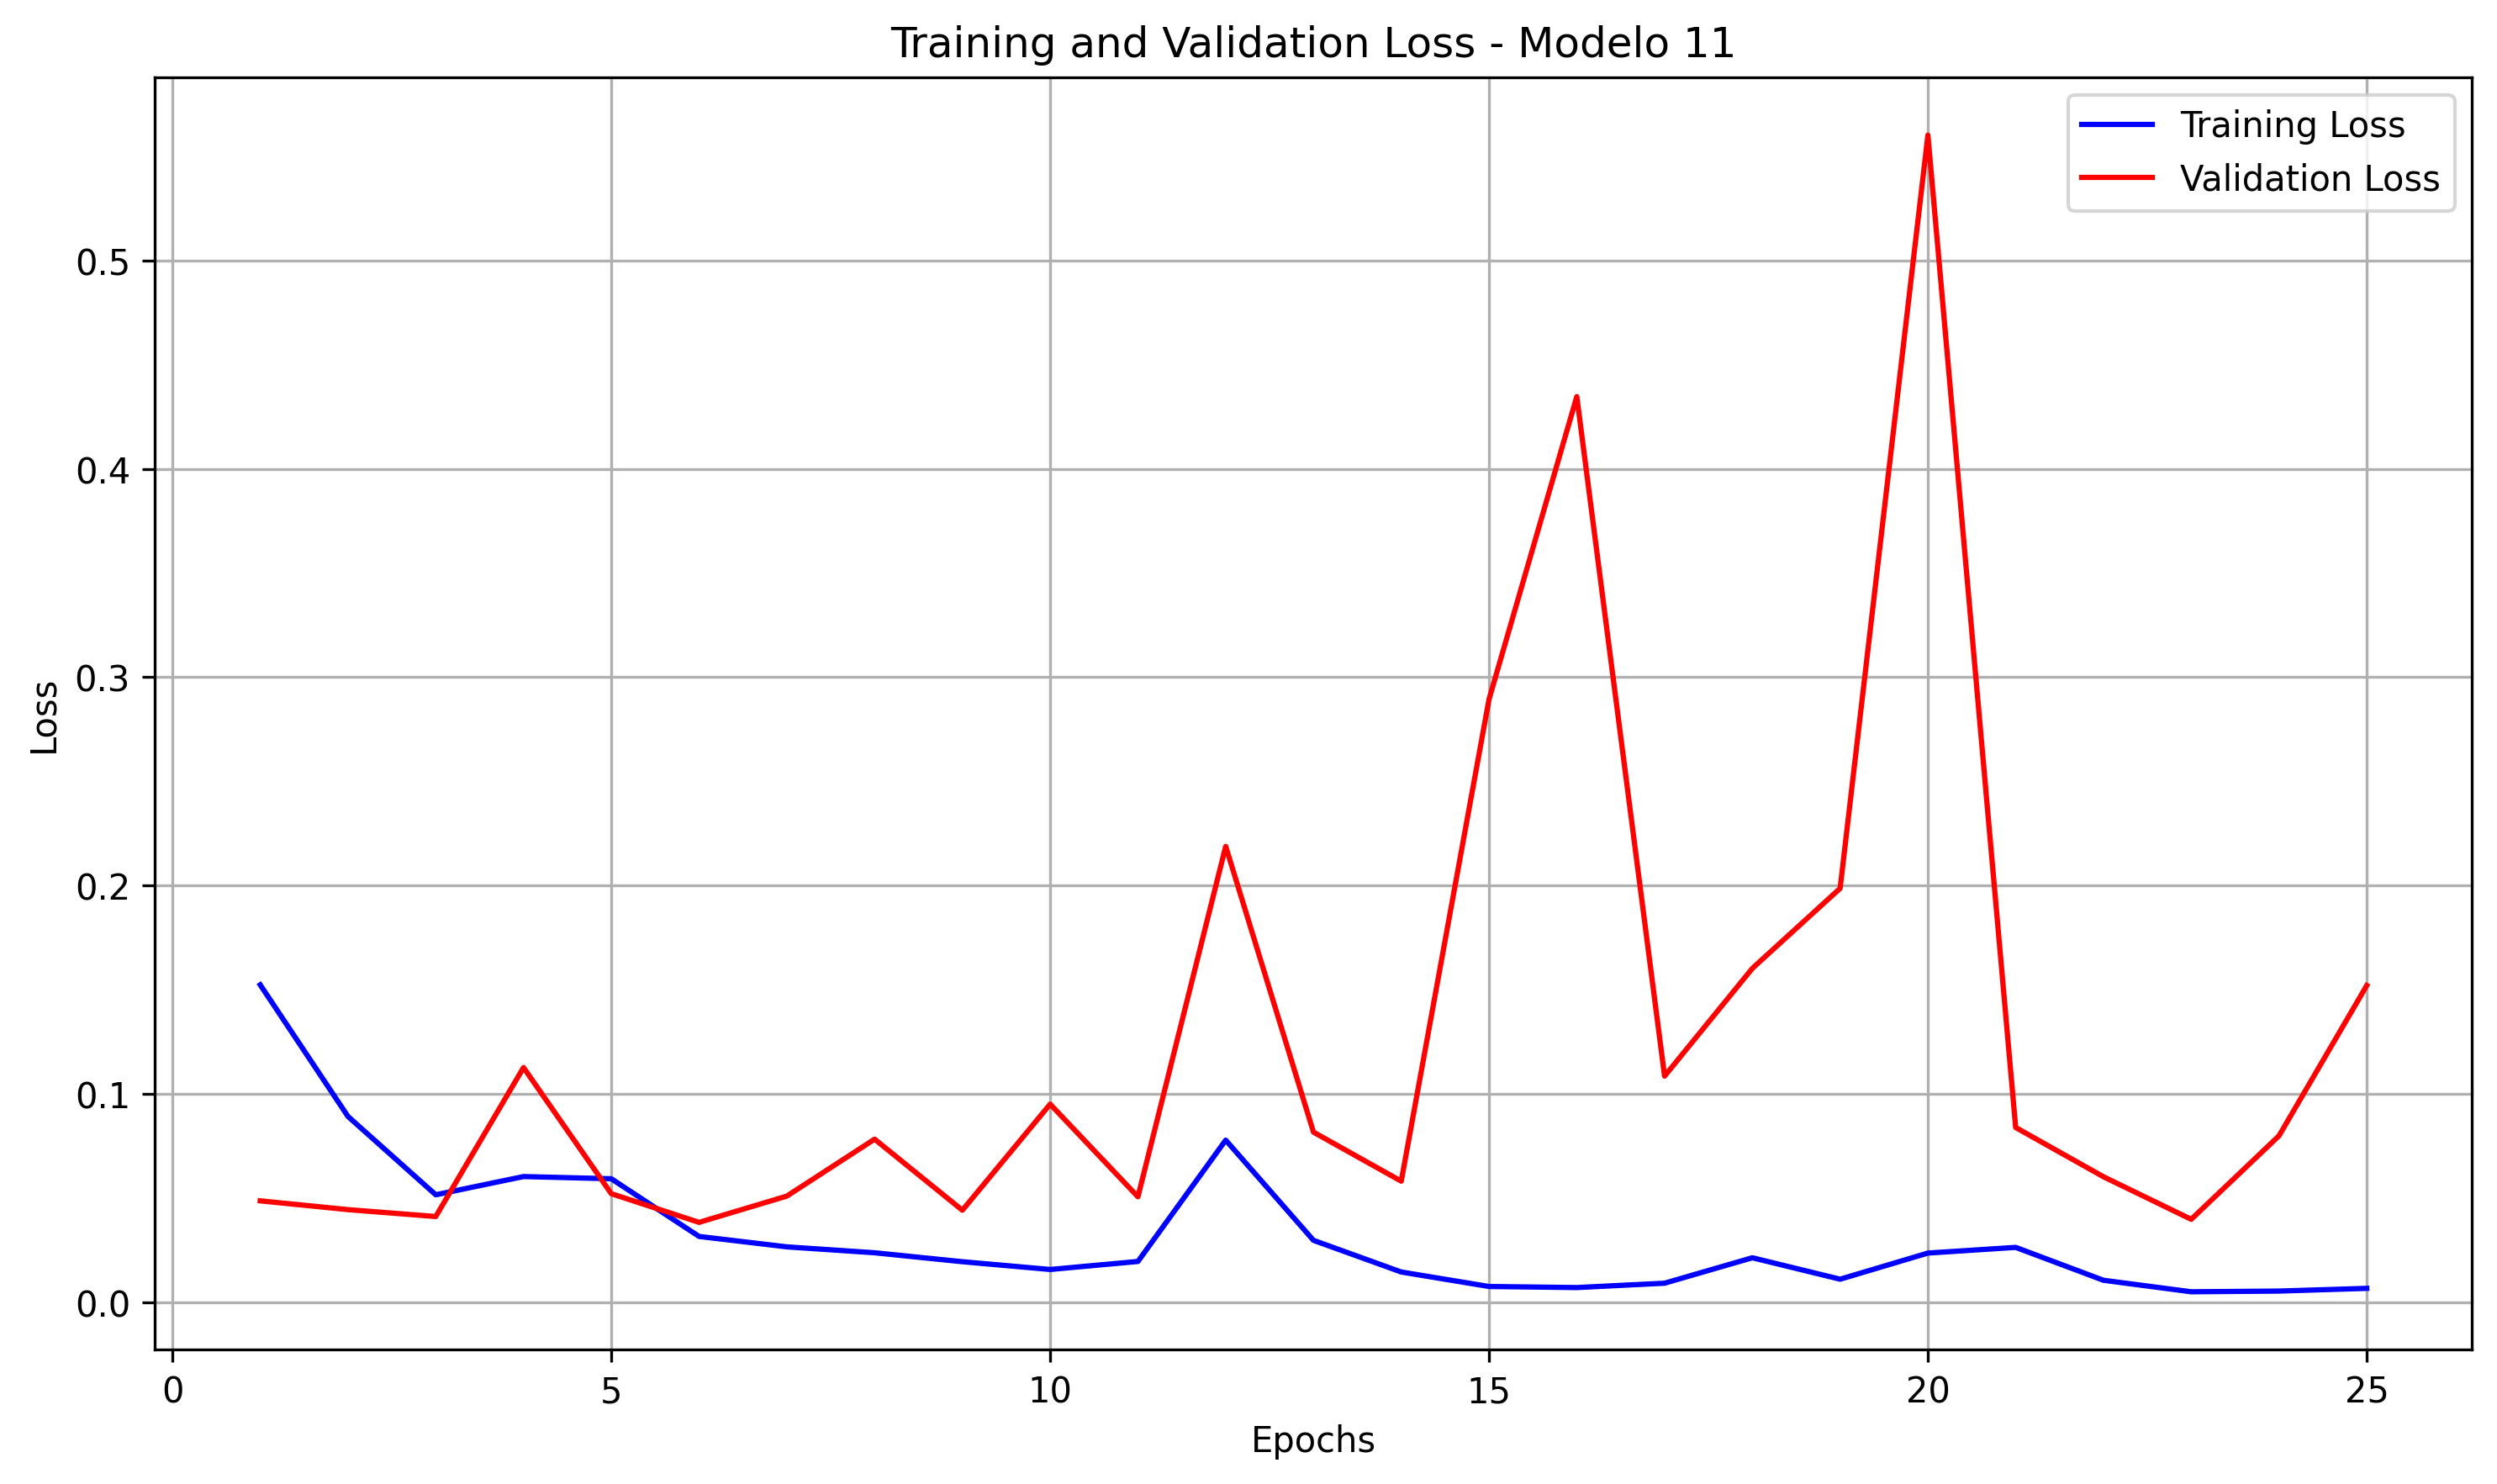 Training and Validation Loss - Modelo 11
Training Loss
Validation Loss
0.5
0.4
0.3
0.2
0.1
0.0
Loss
0 5 10 15 20 25
Epochs